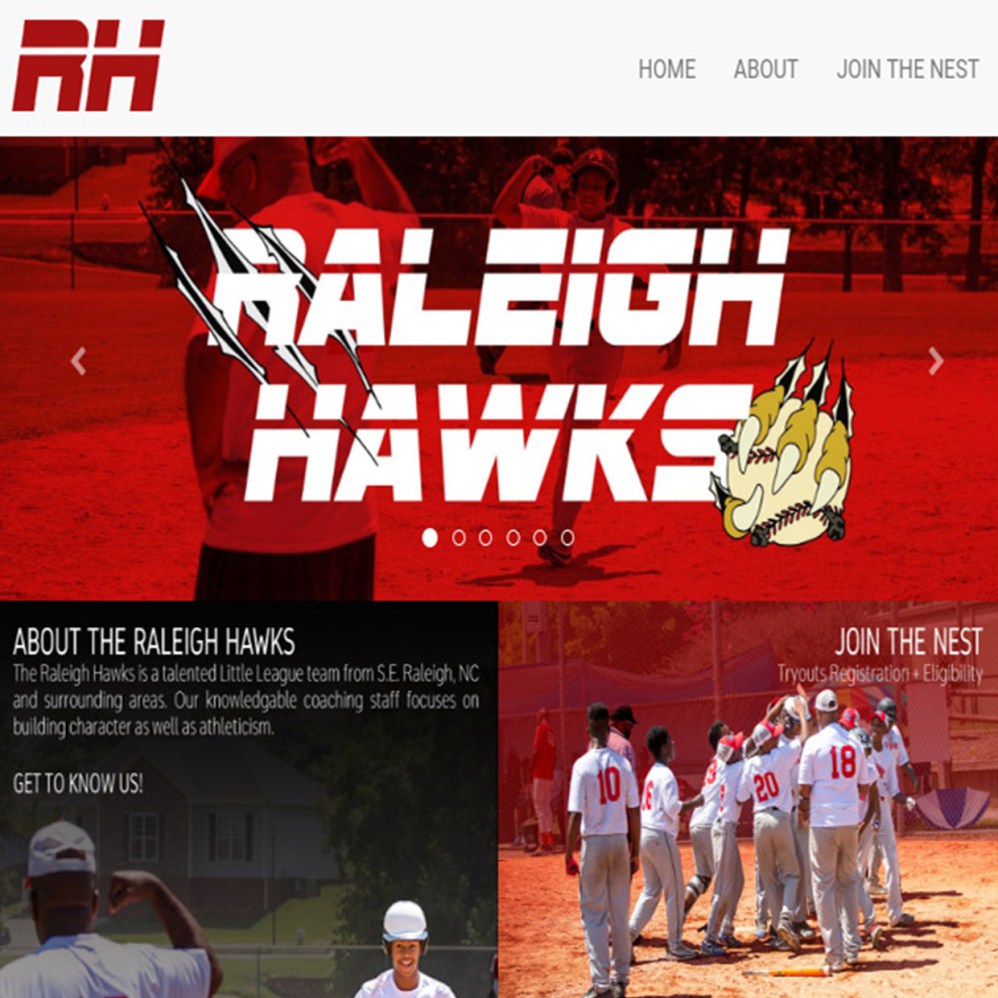 RH
HOME ABOUT JOIN THE NEST
RALEIGH
HAWKS
ABOUT THE RALEIGH HAWKS
The Raleigh Hawks is a talented Little League team from S.E. Raleigh, NC
and surrounding areas. Our knowledgable coaching staff focuses on
building character as well as athleticism.
GET TO KNOW US!
JOIN THE NEST
Tryouts Registration + Eligibility
10
20
18